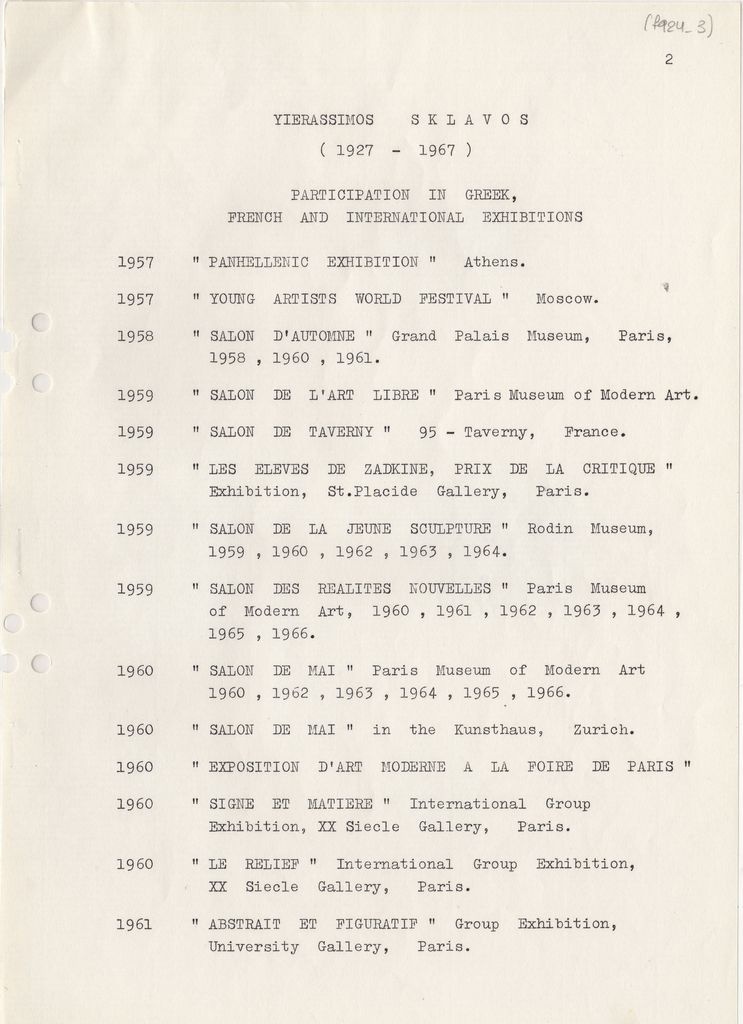 (f924_3)
2
YIERASSIMOS S K L A V O S
( 1927 - 1967 )
PARTICIPATION IN GREEK,
FRENCH AND INTERNATIONAL EXHIBITIONS
1957 " PANHELLENIC EXHIBITION " Athens.
1957 " YOUNG ARTISTS WORLD FESTIVAL " Moscow.
1958 " SALON D'AUTOMNE " Grand Palais Museum, Paris,
1958 , 1960 , 1961.
1959 " SALON DE L'ART LIBRE " Paris Museum of Modern Art.
1959 " SALON DE TAVERNY " 95 - Taverny, France.
1959 " LES ELEVES DE ZADKINE, PRIX DE LA CRITIQUE "
Exhibition, St.Placide Gallery, Paris.
1959 " SALON DE LA JEUNE SCULPTURE " Rodin Museum,
1959 , 1960 , 1962 , 1963 , 1964.
1959 " SALON DES REALITES NOUVELLES " Paris Museum
of Modern Art, 1960 , 1961 , 1962 , 1963 , 1964 ,
1965 , 1966.
1960 " SALON DE MAI " Paris Museum of Modern Art
1960 , 1962 , 1963 , 1964 , 1965 , 1966.
1960 " SALON DE MAI " in the Kunsthaus, Zurich.
1960 " EXPOSITION D'ART MODERNE A LA FOIRE DE PARIS "
1960 " SIGNE ET MATIERE " International Group
Exhibition, XX Siecle Gallery, Paris.
1960 " LE RELIEF " International Group Exhibition,
XX Siecle Gallery, Paris.
1961 " ABSTRAIT ET FIGURATIF " Group Exhibition,
University Gallery, Paris.